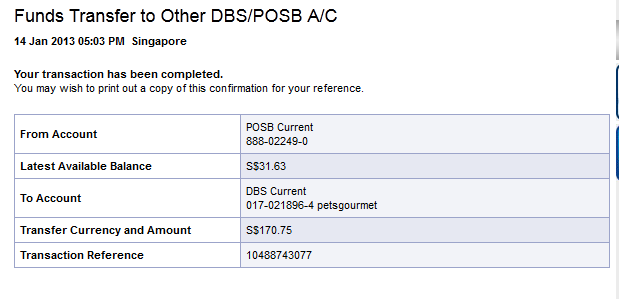 Funds Transfer to Other DBS/POSB A/C
14 Jan 2013 05:03 PM Singapore
Your transaction has been completed.
You may wish to print out a copy of this confirmation for your reference.
From Account
POSB Current
888-02249-0
Latest Available Balance
S$31.63
To Account
DBS Current
017-021896-4 petsgourmet
Transfer Currency and Amount
S$170.75
Transaction Reference
10488743077